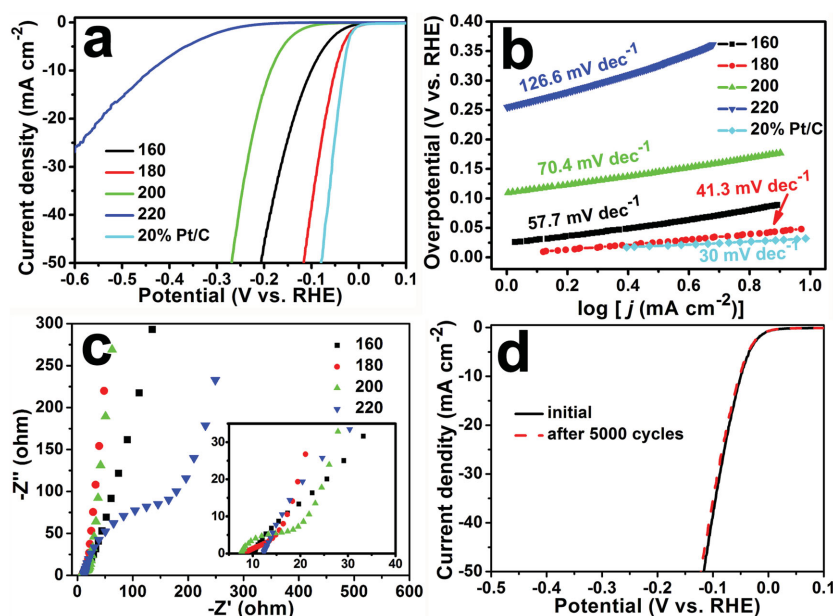 a
0
-10
-20
-30
-40
-50
-0.6 -0.5 -0.4 -0.3 -0.2 -0.1 0.0 0.1
Current density (mA cm-2)
Potential (V vs. RHE)
160
180
200
220
20% Pt/C
b
0.40
0.35
0.30
0.25
0.20
0.15
0.10
0.05
0.00
0.0 0.2 0.4 0.6 0.8 1.0
Overpotential (V vs. RHE)
log [ j (mA cm-2)]
160
180
200
220
20% Pt/C
126.6 mV dec-1
70.4 mV dec-1
41.3 mV dec-1
57.7 mV dec-1
30 mV dec-1
c
300
250
200
150
100
50
0
0 100 200 300 400 500 600
-Z'' (ohm)
-Z' (ohm)
160
180
200
220
30
20
10
0
10 20 30 40
d
0
-10
-20
-30
-40
-50
-0.5 -0.4 -0.3 -0.2 -0.1 0.0 0.1
Current dendity (mA cm-2)
Potential (V vs. RHE)
initial
after 5000 cycles